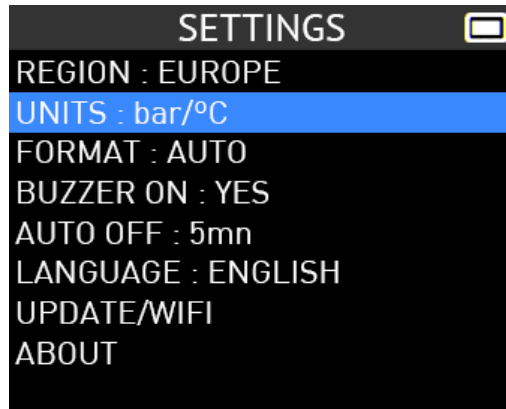 SETTINGS
REGION : EUROPE
UNITS : bar/ºC
FORMAT : AUTO
BUZZER ON : YES
AUTO OFF : 5mn
LANGUAGE : ENGLISH
UPDATE/WIFI
ABOUT